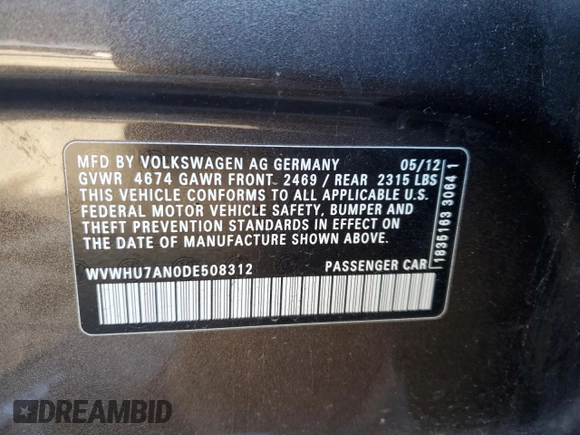 MFD BY VOLKSWAGEN AG GERMANY 05/12
GVWR 4674 GAWR FRONT 2469 / REAR 2315 LBS
THIS VEHICLE CONFORMS TO ALL APPLICABLE U.S.
FEDERAL MOTOR VEHICLE SAFETY, BUMPER AND
THEFT PREVENTION STANDARDS IN EFFECT ON
THE DATE OF MANUFACTURE SHOWN ABOVE.
WVWHU7AN0DE508312 PASSENGER CAR
1835163 30641
DREAMBID